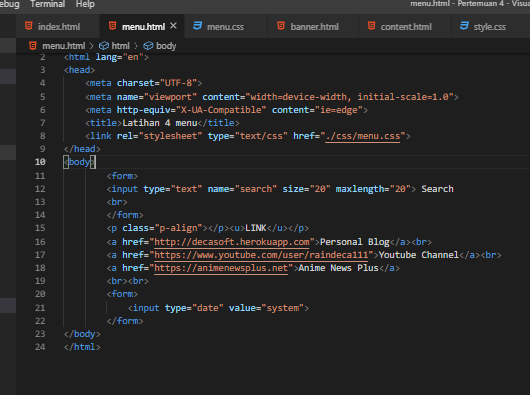 ebug Terminal Help menu.html - Pertemuan 4 - Visua
index.html menu.html menu.css banner.html content.html style.css
menu.html > html > body
2 <html lang="en">
3 <head>
4 <meta charset="UTF-8">
5 <meta name="viewport" content="width=device-width, initial-scale=1.0">
6 <meta http-equiv="X-UA-Compatible" content="ie=edge">
7 <title>Latihan 4 menu</title>
8 <link rel="stylesheet" type="text/css" href="./css/menu.css">
9 </head>
10 <body>
11 <form>
12 <input type="text" name="search" size="20" maxlength="20"> Search
13 <br>
14 </form>
15 <p class="p-align"></p><u>LINK</u></p>
16 <a href="http://decasoft.herokuapp.com">Personal Blog</a><br>
17 <a href="https://www.youtube.com/user/raindeca111">Youtube Channel</a><br>
18 <a href="https://animenewsplus.net">Anime News Plus</a>
19 <br><br>
20 <form>
21 <input type="date" value="system">
22 </form>
23 </body>
24 </html>